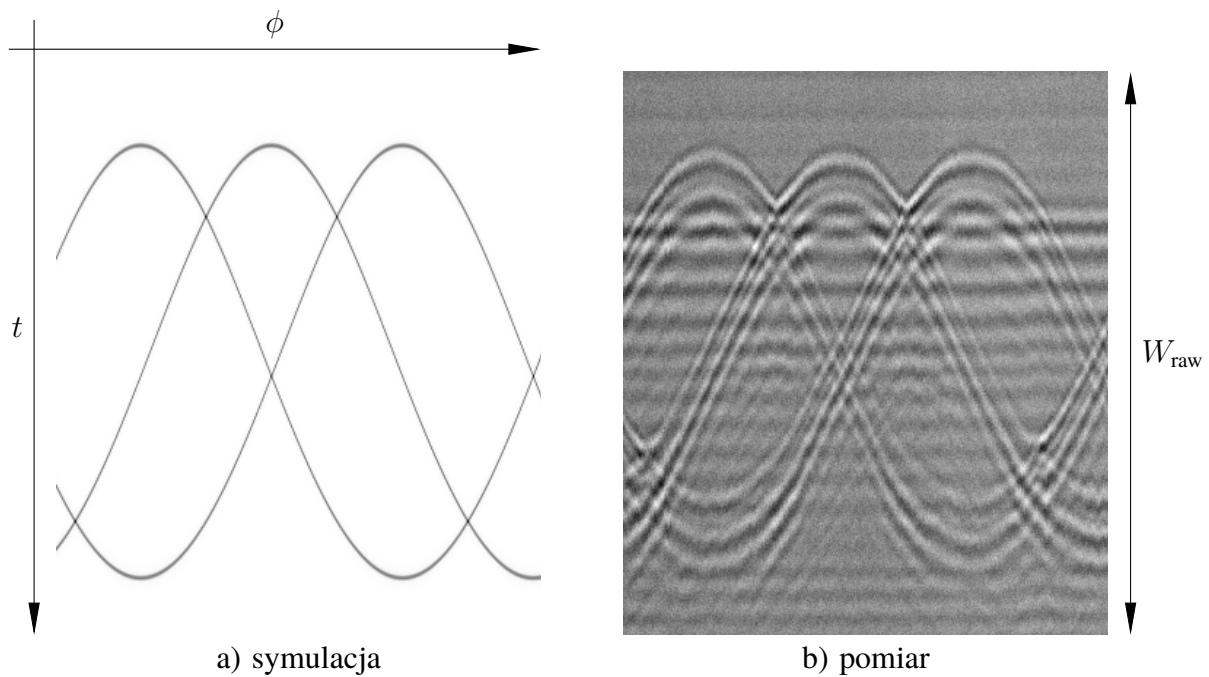 ϕ
t
W_raw
a) symulacja
b) pomiar